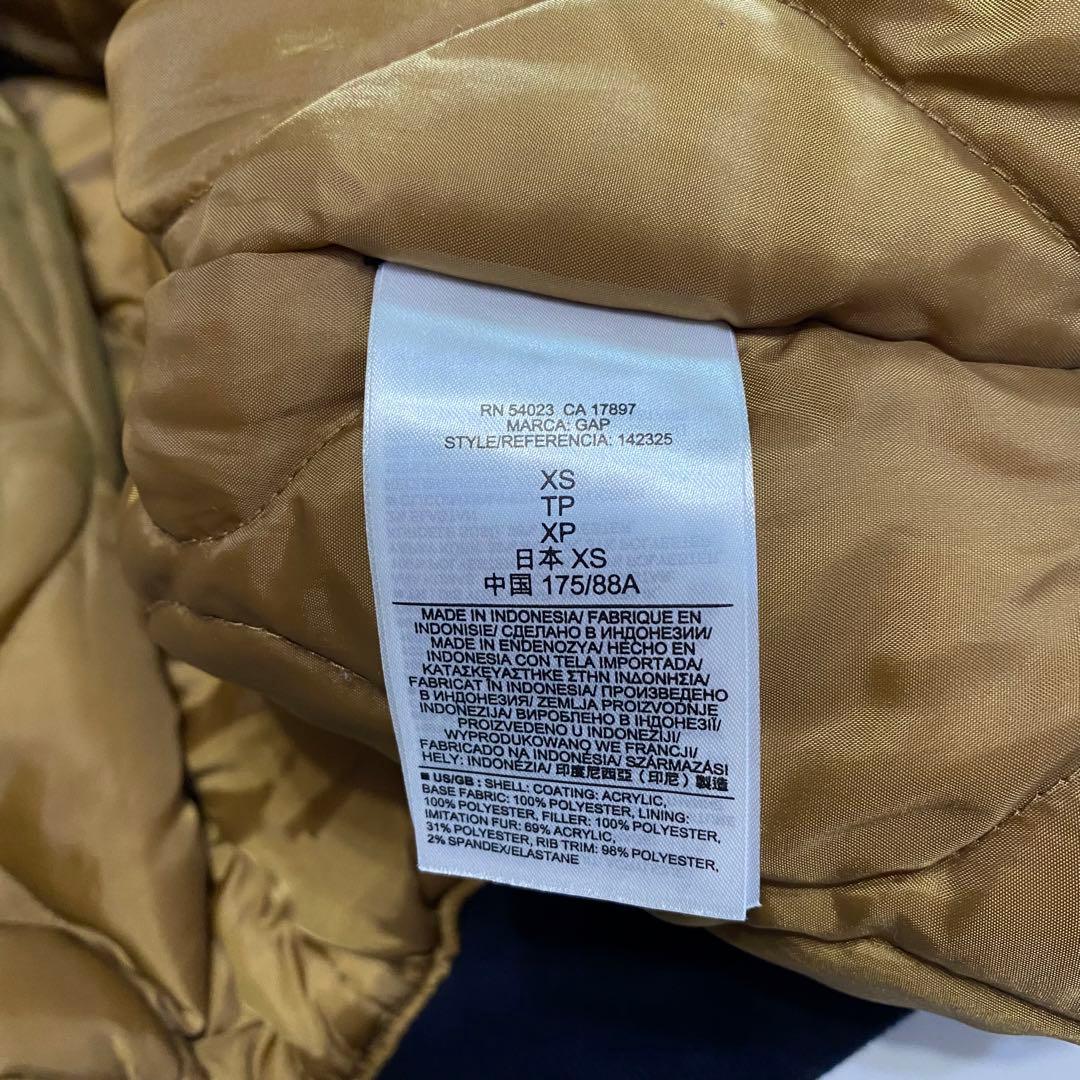 RN 54023 CA 17897
MARCA: GAP
STYLE/REFERENCIA: 142325
XS
TP
XP
日本 XS
中国 175/88A
MADE IN INDONESIA/ FABRIQUE EN
INDONISIE/ СДЕЛАНО В ИНДОНЕЗИИ/
MADE IN ENDENOZYA/ HECHO EN
INDONESIA CON TELA IMPORTADA/
ΚΑΤΑΣΚΕΥΑΣΤΗΚΕ ΣΤΗΝ ΙΝΔΟΝΗΣΙΑ/
FABRICAT ÎN INDONESIA/ ПРОИЗВЕДЕНО
В ИНДОНЕЗИЯ/ ZEMLJA PROIZVODNJE
INDONEZIJA/ ВИРОБЛЕНО В ІНДОНЕЗІЇ/
PROIZVEDENO U INDONEZIJI/
WYPRODUKOWANO WE FRANCJI/
FABRICADO NA INDONÉSIA/ SZÁRMAZÁSI
HELY: INDONÉZIA/ 印度尼西亞 (印尼) 製造
■ US/GB : SHELL: COATING: ACRYLIC,
BASE FABRIC: 100% POLYESTER, LINING:
100% POLYESTER, FILLER: 100% POLYESTER,
IMITATION FUR: 69% ACRYLIC,
31% POLYESTER, RIB TRIM: 98% POLYESTER,
2% SPANDEX/ELASTANE